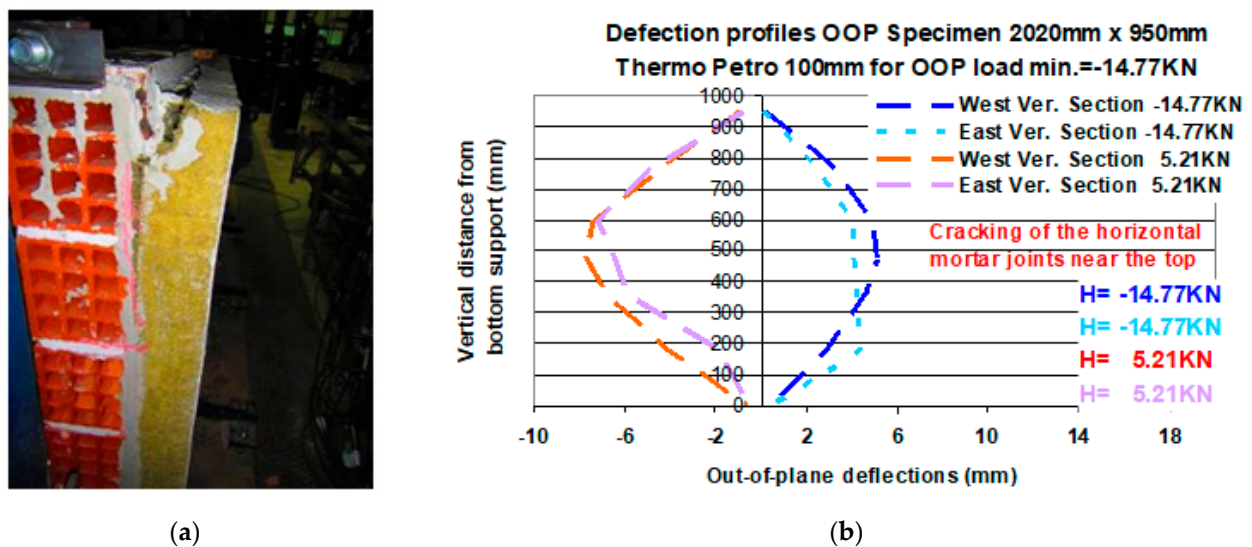 Defection profiles OOP Specimen 2020mm x 950mm
Thermo Petro 100mm for OOP load min.=-14.77KN
1000
900
800
700
600
500
400
300
200
100
0
Vertical distance from
bottom support (mm)
West Ver. Section -14.77KN
East Ver. Section -14.77KN
West Ver. Section 5.21KN
East Ver. Section 5.21KN
Cracking of the horizontal
mortar joints near the top
H= -14.77KN
H= -14.77KN
H= 5.21KN
H= 5.21KN
-10 -6 -2 2 6 10 14 18
Out-of-plane deflections (mm)
(a) (b)